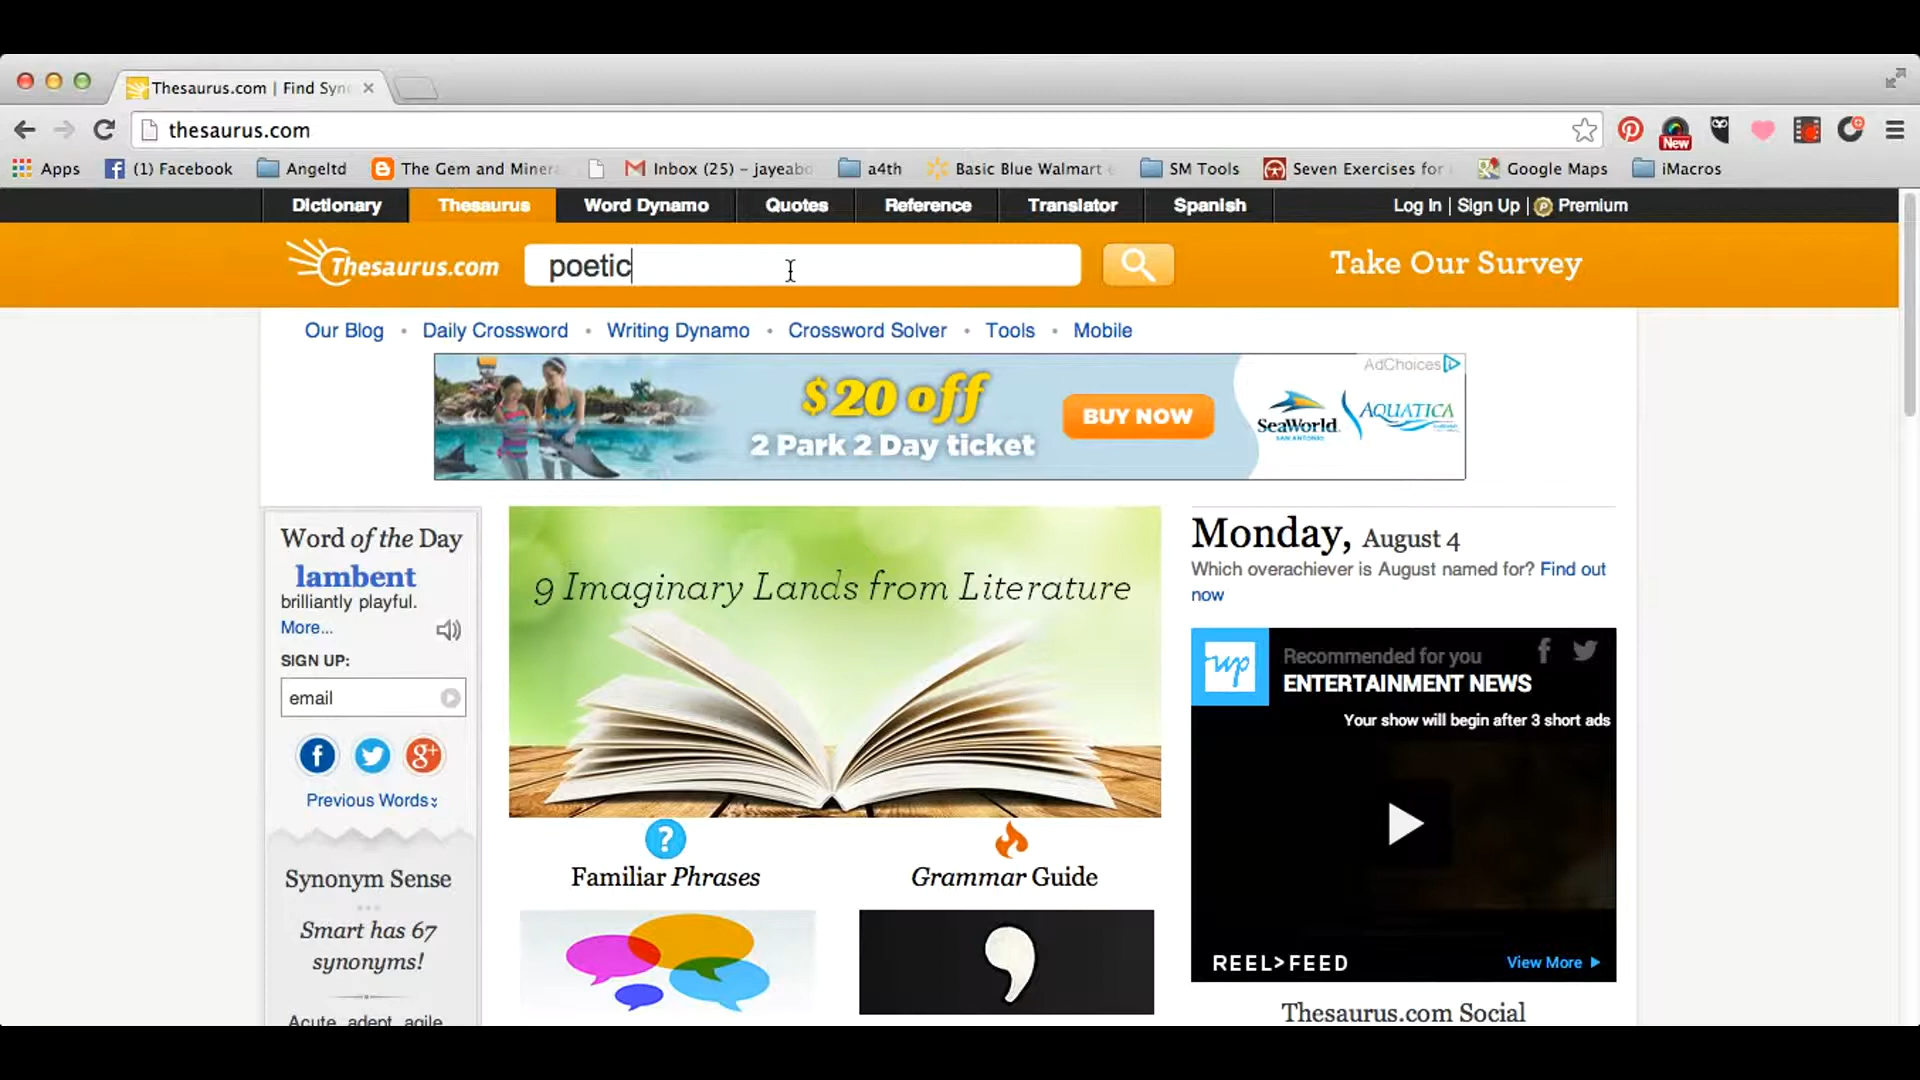 Thesaurus.com | Find Syn
thesaurus.com
New
Apps
(1) Facebook
Angeltd
The Gem and Minera
Inbox (25) - jayeabo
a4th
Basic Blue Walmart
SM Tools
Seven Exercises for
Google Maps
iMacros
Dictionary
Thesaurus
Word Dynamo
Quotes
Reference
Translator
Spanish
Log In | Sign Up | Premium
Thesaurus.com
poetic
Take Our Survey
Our Blog • Daily Crossword • Writing Dynamo • Crossword Solver • Tools • Mobile
AdChoices
$20 off
2 Park 2 Day ticket
BUY NOW
SeaWorld
SAN ANTONIO
AQUATICA
Word of the Day
lambent
brilliantly playful.
More...
SIGN UP:
email
Previous Words
Synonym Sense
Smart has 67
synonyms!
Acute, adept, agile
9 Imaginary Lands from Literature
Familiar Phrases
Grammar Guide
Monday, August 4
Which overachiever is August named for? Find out
now
up
Recommended for you
ENTERTAINMENT NEWS
Your show will begin after 3 short ads
REEL>FEED
View More
Thesaurus.com Social